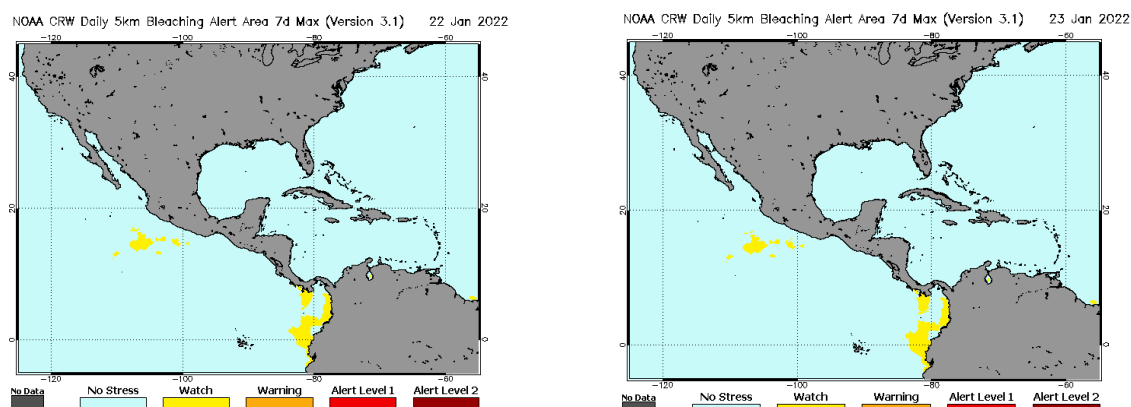 NOAA CRW Daily 5km Bleaching Alert Area 7d Max (Version 3.1) 22 Jan 2022
-120 -100 -80 -60
40 40
20 20
0 0
-120 -100 -80 -60
No Data No Stress Watch Warning Alert Level 1 Alert Level 2
NOAA CRW Daily 5km Bleaching Alert Area 7d Max (Version 3.1) 23 Jan 2022
-120 -100 -80 -60
40 40
20 20
0 0
-120 -100 -80 -60
No Data No Stress Watch Warning Alert Level 1 Alert Level 2